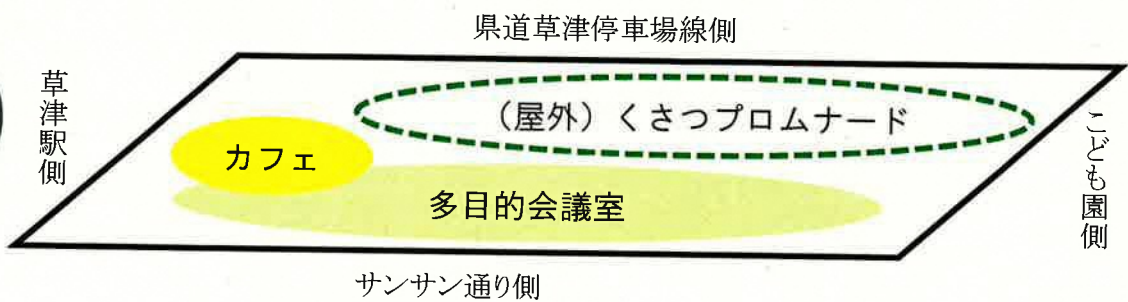 県道草津停車場線側
草津駅側
（屋外）くさつプロムナード
カフェ
多目的会議室
こども園側
サンサン通り側